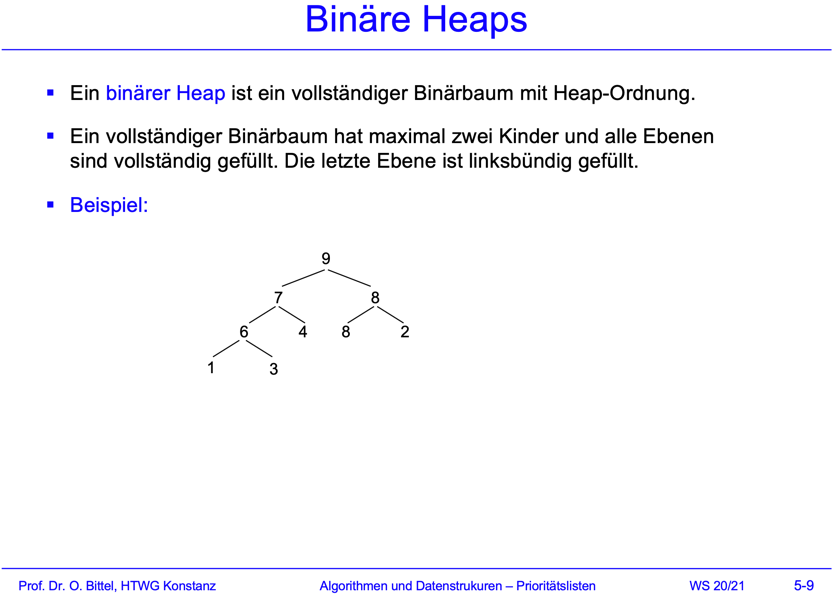 Binäre Heaps
▪ Ein binärer Heap ist ein vollständiger Binärbaum mit Heap-Ordnung.
▪ Ein vollständiger Binärbaum hat maximal zwei Kinder und alle Ebenen
sind vollständig gefüllt. Die letzte Ebene ist linksbündig gefüllt.
▪ Beispiel:
9
7 8
6 4 8 2
1 3
Prof. Dr. O. Bittel, HTWG Konstanz Algorithmen und Datenstrukuren – Prioritätslisten WS 20/21 5-9